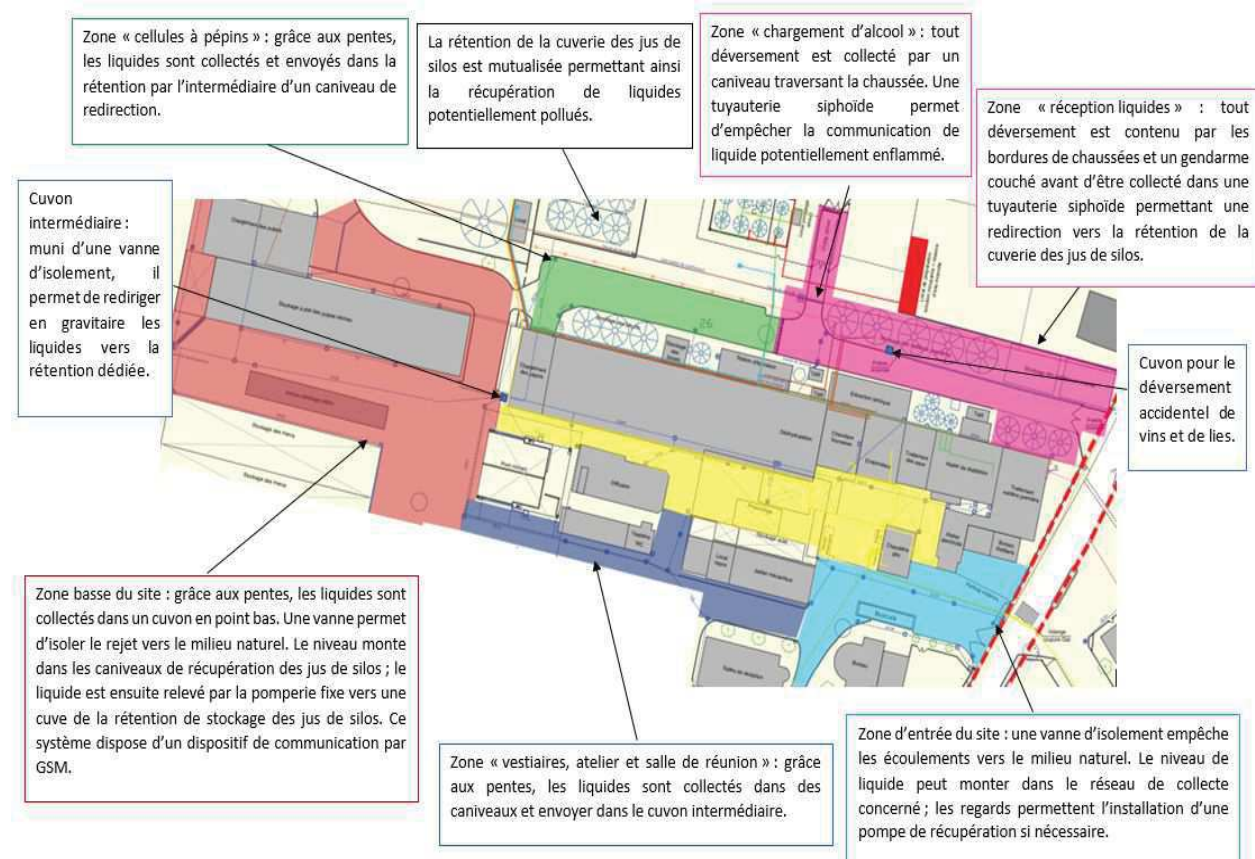 Zone « cellules à pépins » : grâce aux pentes,
les liquides sont collectés et envoyés dans la
rétention par l'intermédiaire d'un caniveau de
redirection.
La rétention de la cuverie des jus de
silos est mutualisée permettant ainsi
la récupération de liquides
potentiellement pollués.
Zone « chargement d'alcool » : tout
déversement est collecté par un
caniveau traversant la chaussée. Une
tuyauterie siphoïde permet
d'empêcher la communication de
liquide potentiellement enflammé.
Zone « réception liquides » : tout
déversement est contenu par les
bordures de chaussées et un gendarme
couché avant d'être collecté dans une
tuyauterie siphoïde permettant une
redirection vers la rétention de la
cuverie des jus de silos.
Cuvon
intermédiaire :
muni d'une vanne
d'isolement, il
permet de rediriger
en gravitaire les
liquides vers la
rétention dédiée.
Cuvon pour le
déversement
accidentel de
vins et de lies.
26
Diffusion
Zone basse du site : grâce aux pentes, les liquides sont
collectés dans un cuvon en point bas. Une vanne permet
d'isoler le rejet vers le milieu naturel. Le niveau monte
dans les caniveaux de récupération des jus de silos ; le
liquide est ensuite relevé par la pomperie fixe vers une
cuve de la rétention de stockage des jus de silos. Ce
système dispose d'un dispositif de communication par
GSM.
Zone « vestiaires, atelier et salle de réunion » : grâce
aux pentes, les liquides sont collectés dans des
caniveaux et envoyer dans le cuvon intermédiaire.
Zone d'entrée du site : une vanne d'isolement empêche
les écoulements vers le milieu naturel. Le niveau de
liquide peut monter dans le réseau de collecte
concerné ; les regards permettent l'installation d'une
pompe de récupération si nécessaire.